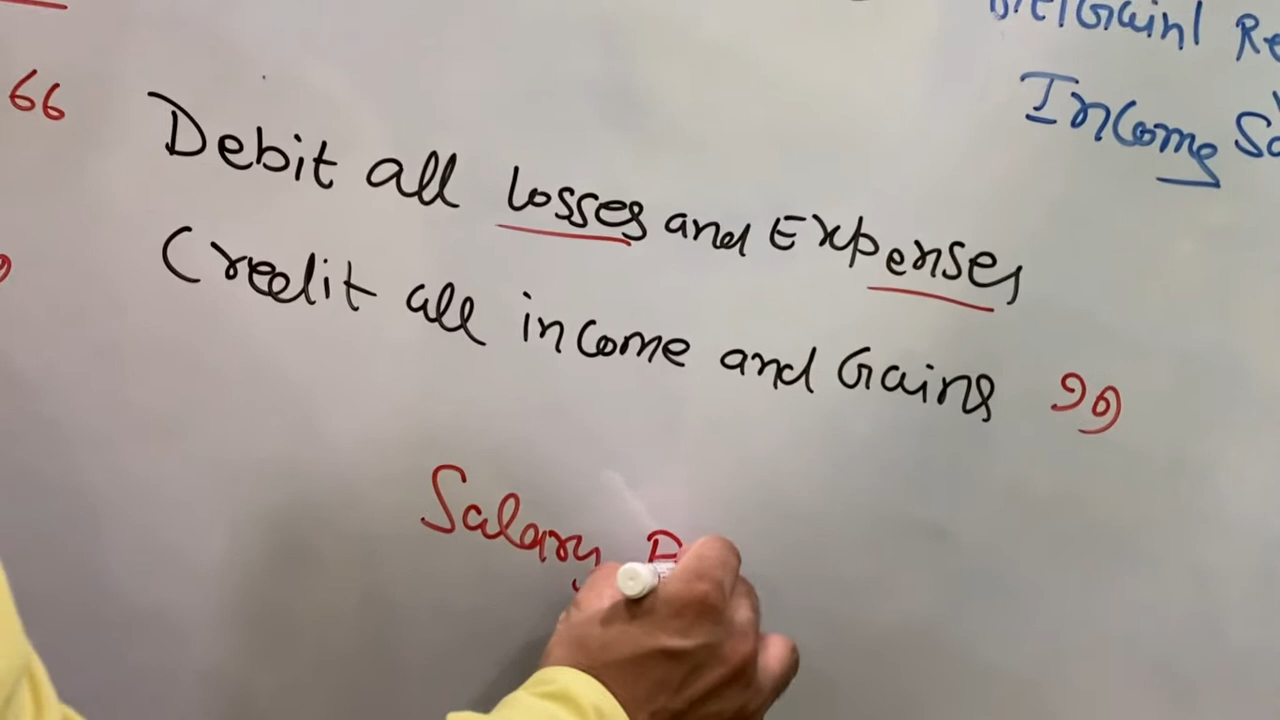 Income
66 Debit all losses and Expenses
Credit all income and Gains 99
Salary